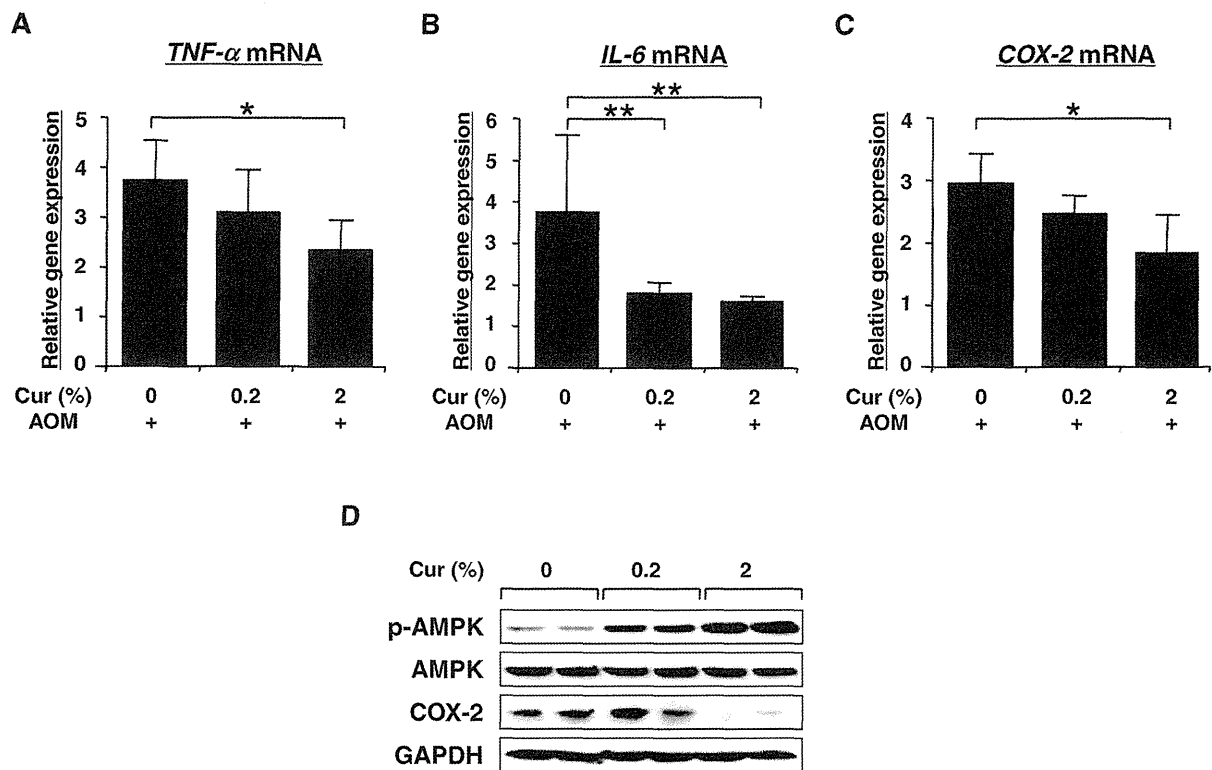 A
TNF-α mRNA
*
Relative gene expression
5
4
3
2
1
0
Cur (%) 0 0.2 2
AOM + + +
B
IL-6 mRNA
**
**
Relative gene expression
6
5
4
3
2
1
0
Cur (%) 0 0.2 2
AOM + + +
C
COX-2 mRNA
*
Relative gene expression
4
3
2
1
0
Cur (%) 0 0.2 2
AOM + + +
D
Cur (%) 0 0.2 2
p-AMPK
AMPK
COX-2
GAPDH